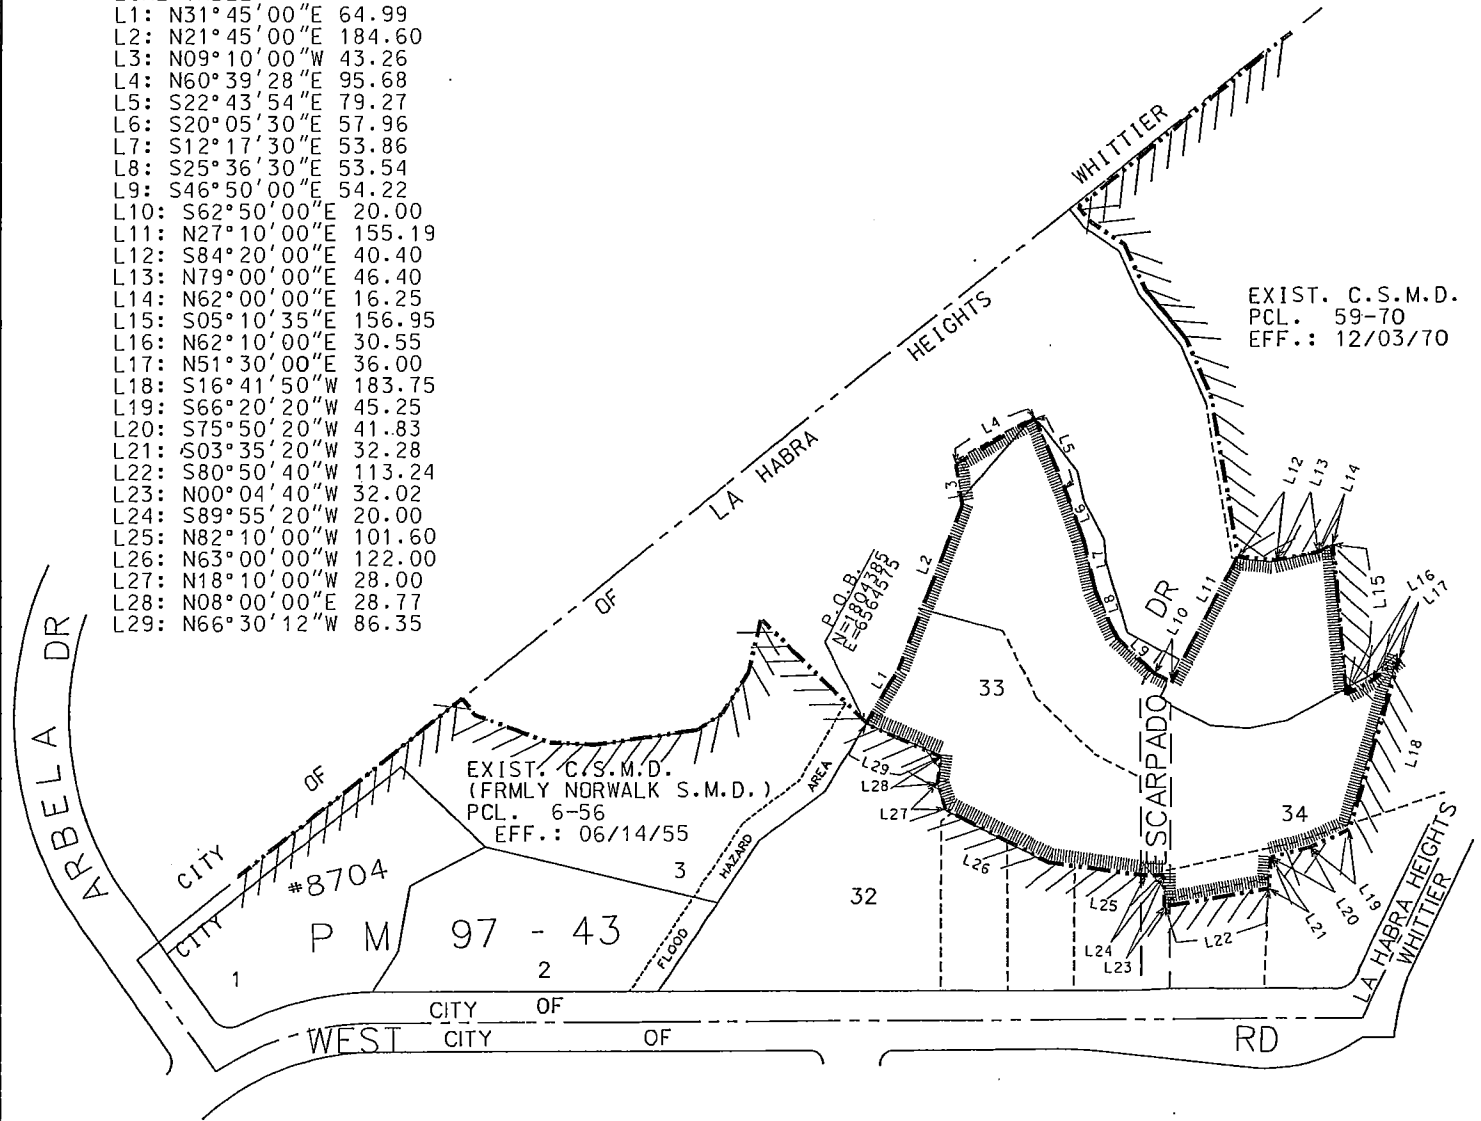 L1: N31°45'00"E 64.99
L2: N21°45'00"E 184.60
L3: N09°10'00"W 43.26
L4: N60°39'28"E 95.68
L5: S22°43'54"E 79.27
L6: S20°05'30"E 57.96
L7: S12°17'30"E 53.86
L8: S25°36'30"E 53.54
L9: S46°50'00"E 54.22
L10: S62°50'00"E 20.00
L11: N27°10'00"E 155.19
L12: S84°20'00"E 40.40
L13: N79°00'00"E 46.40
L14: N62°00'00"E 16.25
L15: S05°10'35"E 156.95
L16: N62°10'00"E 30.55
L17: N51°30'00"E 36.00
L18: S16°41'50"W 183.75
L19: S66°20'20"W 45.25
L20: S75°50'20"W 41.83
L21: S03°35'20"W 32.28
L22: S80°50'40"W 113.24
L23: N00°04'40"W 32.02
L24: S89°55'20"W 20.00
L25: N82°10'00"W 101.60
L26: N63°00'00"W 122.00
L27: N18°10'00"W 28.00
L28: N08°00'00"E 28.77
L29: N66°30'12"W 86.35
WHITTIER
HEIGHTS
LA HABRA
OF
OF
CITY
CITY
EXIST. C.S.M.D.
PCL. 59-70
EFF.: 12/03/70
L4
L5
L3
L6
L2
L7
L8
L9
L1
L10
L11
L12
L13
L14
L15
L16
L17
L18
P.O.B.
N=1804385
E=6564575
DR
ESCARPADO
33
34
32
ARBELA DR
EXIST. C.S.M.D.
(FRMLY NORWALK S.M.D.)
PCL. 6-56
EFF.: 06/14/55
FLOOD
HAZARD
AREA
L29
L28
L27
L26
L25
L24
L23
L22
L21
L20
L19
#8704
P M 97 - 43
1
2
3
LA HABRA HEIGHTS
WHITTIER
CITY OF
WEST CITY OF RD